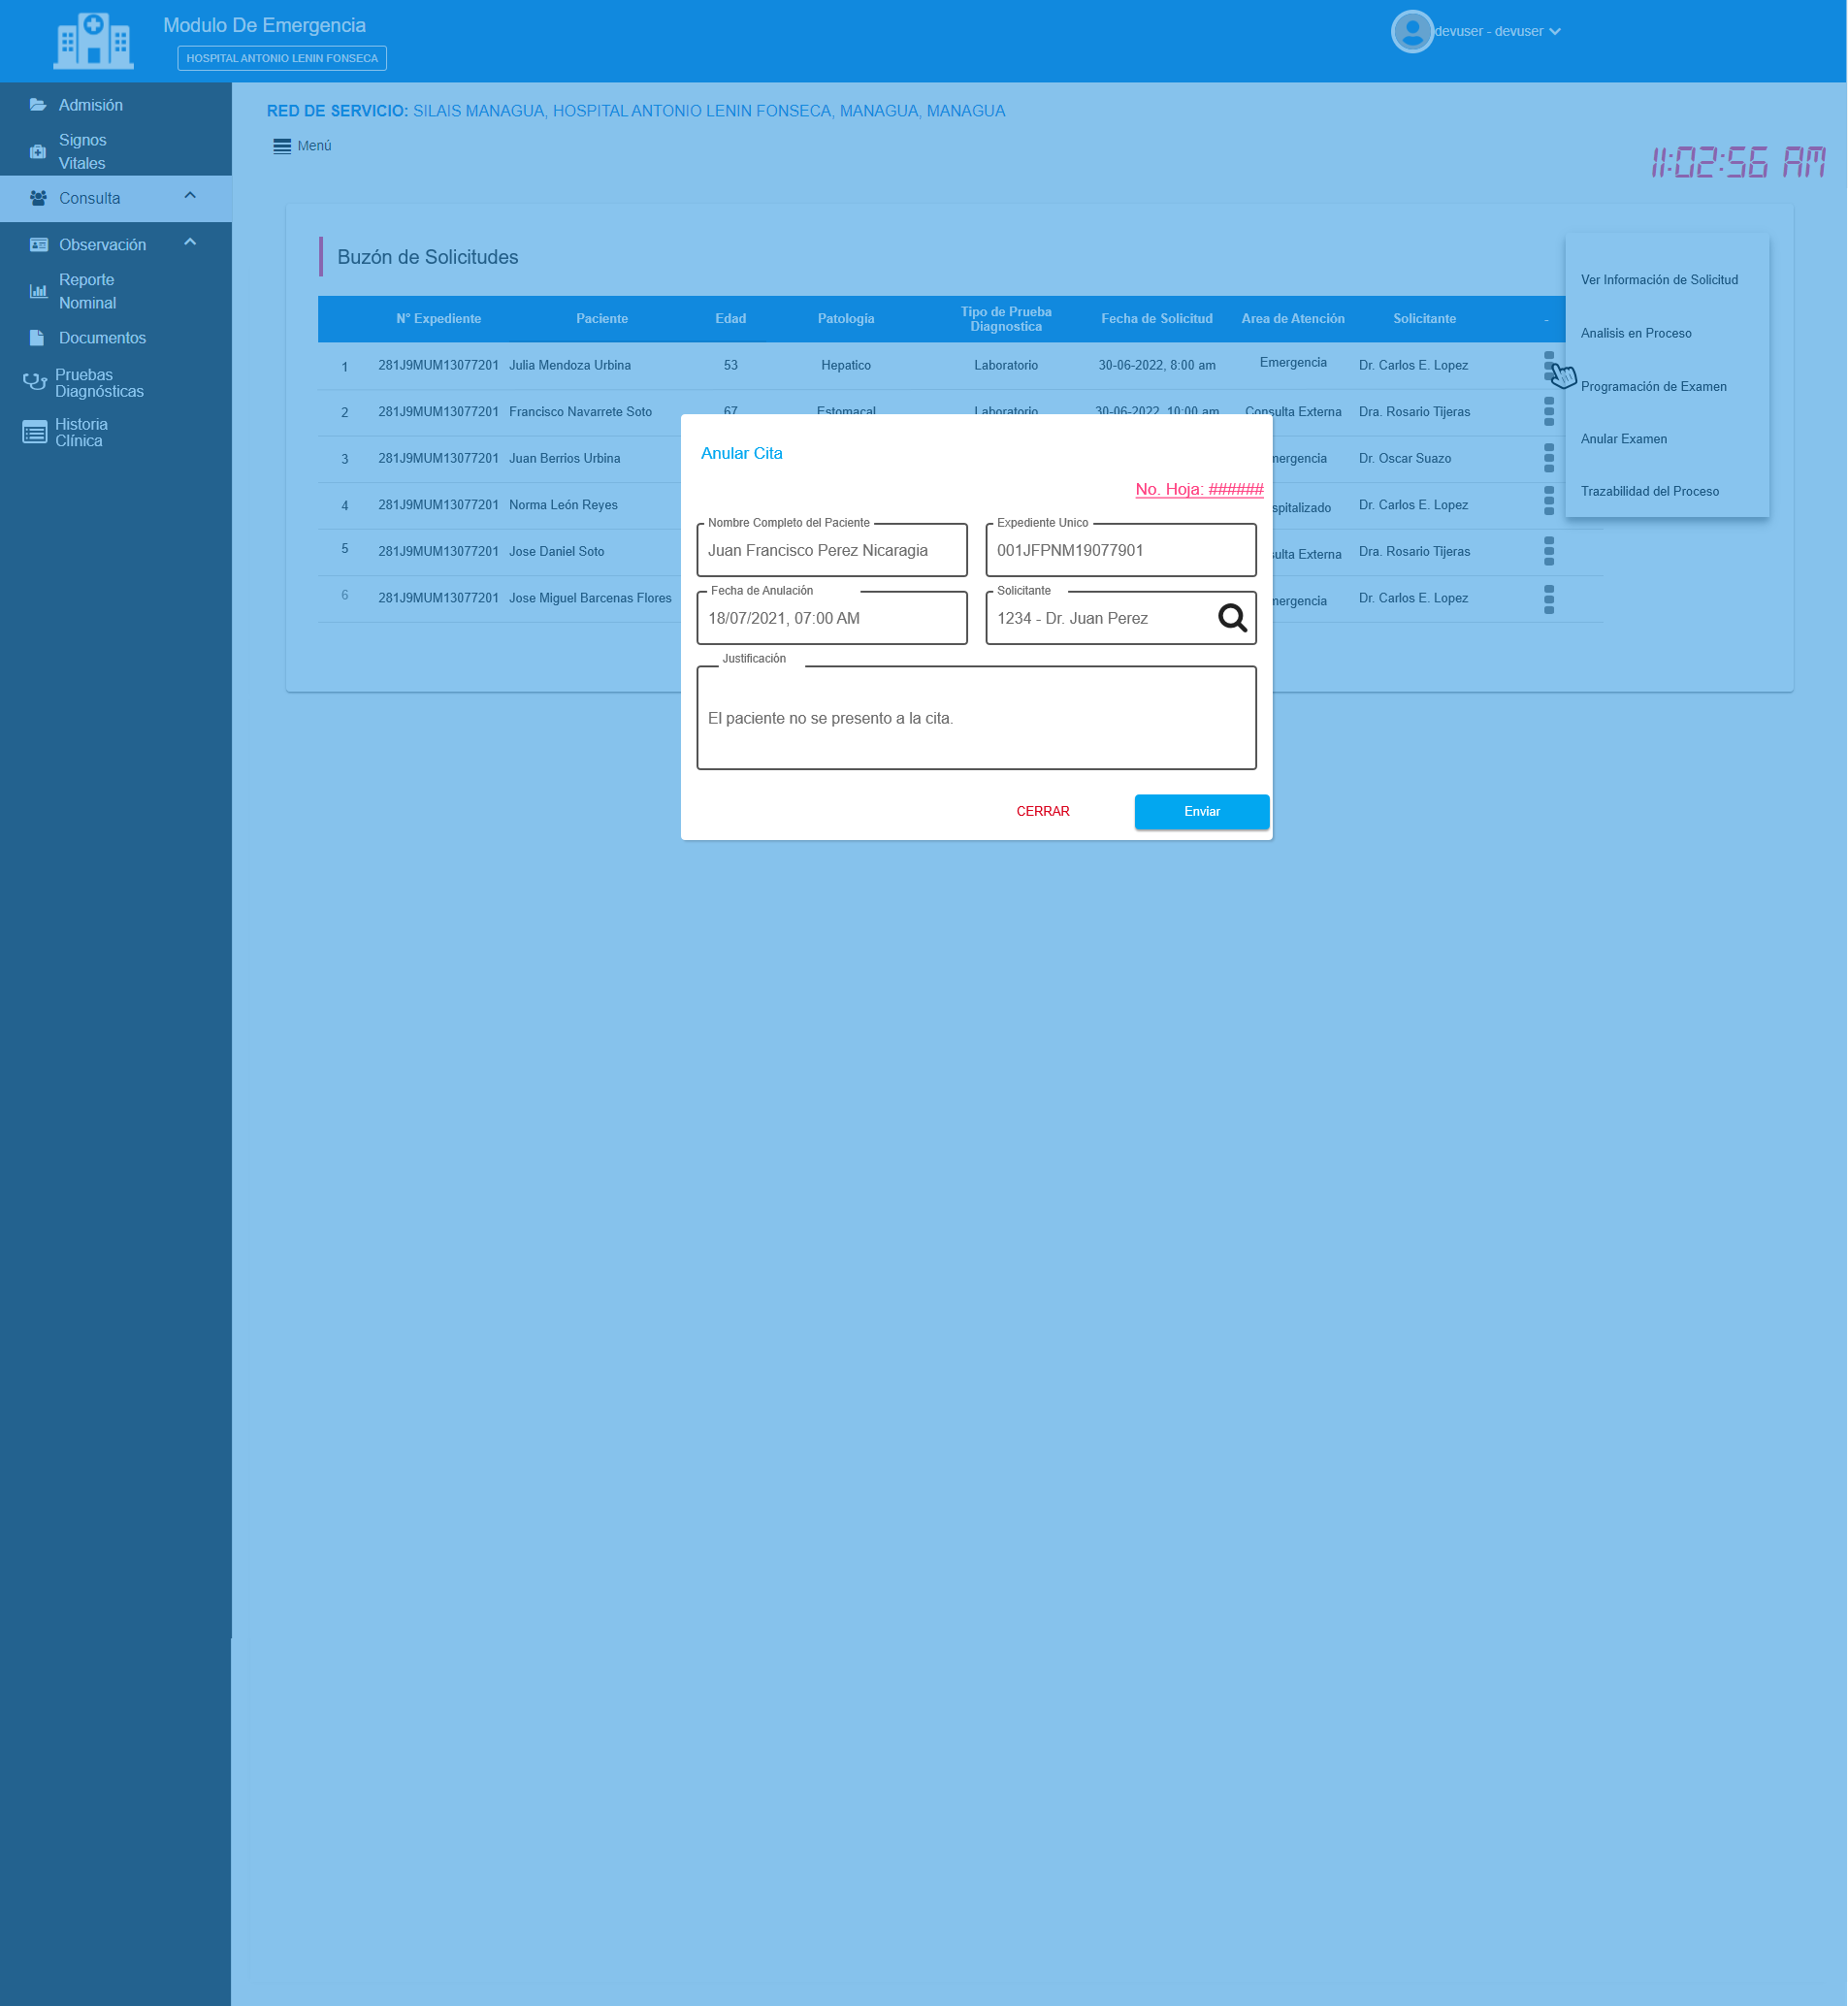 Modulo De Emergencia
HOSPITAL ANTONIO LENIN FONSECA
devuser - devuser
Admisión
Signos
Vitales
Consulta
Observación
Reporte
Nominal
Documentos
Pruebas
Diagnósticas
Historia
Clínica
RED DE SERVICIO: SILAIS MANAGUA, HOSPITAL ANTONIO LENIN FONSECA, MANAGUA, MANAGUA
Menú
11:02:56 AM
Buzón de Solicitudes
N° Expediente Paciente Edad Patología Tipo de Prueba Diagnostica Fecha de Solicitud Area de Atención Solicitante -
1 281J9MUM13077201 Julia Mendoza Urbina 53 Hepatico Laboratorio 30-06-2022, 8:00 am Emergencia Dr. Carlos E. Lopez
2 281J9MUM13077201 Francisco Navarrete Soto 67 Estomacal Laboratorio 30-06-2022, 10:00 am Consulta Externa Dra. Rosario Tijeras
3 281J9MUM13077201 Juan Berrios Urbina mergencia Dr. Oscar Suazo
4 281J9MUM13077201 Norma León Reyes spitalizado Dr. Carlos E. Lopez
5 281J9MUM13077201 Jose Daniel Soto sulta Externa Dra. Rosario Tijeras
6 281J9MUM13077201 Jose Miguel Barcenas Flores mergencia Dr. Carlos E. Lopez
Ver Información de Solicitud
Analisis en Proceso
Programación de Examen
Anular Examen
Trazabilidad del Proceso
Anular Cita
No. Hoja: ######
Nombre Completo del Paciente
Juan Francisco Perez Nicaragia
Expediente Unico
001JFPNM19077901
Fecha de Anulación
18/07/2021, 07:00 AM
Solicitante
1234 - Dr. Juan Perez
Justificación
El paciente no se presento a la cita.
CERRAR
Enviar